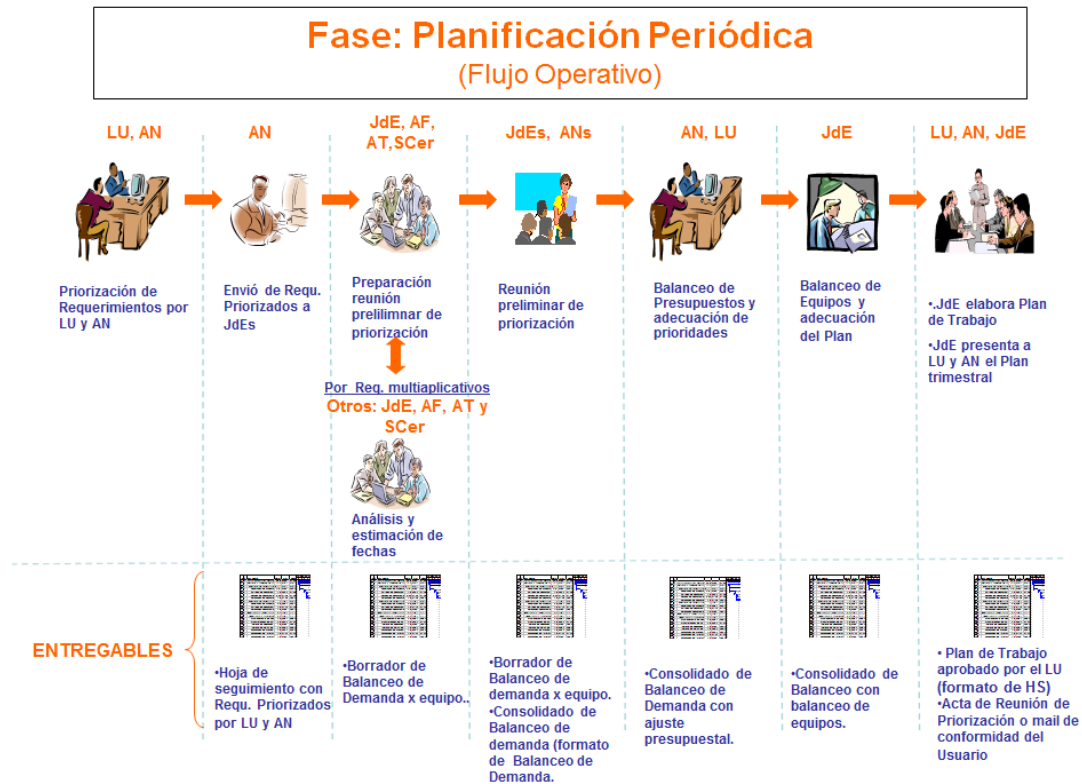 Fase: Planificación Periódica
(Flujo Operativo)
LU, AN
AN
JdE, AF,
AT,SCer
JdEs, ANs
AN, LU
JdE
LU, AN, JdE
Priorización de
Requerimientos por
LU y AN
Envió de Requ.
Priorizados a
JdEs
Preparación
reunión
prelilimnar de
priorización
Reunión
preliminar de
priorización
Balanceo de
Presupuestos y
adecuación de
prioridades
Balanceo de
Equipos y
adecuación
del Plan
•.JdE elabora Plan
de Trabajo
•JdE presenta a
LU y AN el Plan
trimestral
Por Req. multiaplicativos
Otros: JdE, AF, AT y
SCer
Análisis y
estimación de
fechas
ENTREGABLES
•Hoja de
seguimiento con
Requ. Priorizados
por LU y AN
•Borrador de
Balanceo de
Demanda x equipo..
•Borrador de
Balanceo de
demanda x equipo.
•Consolidado de
Balanceo de
demanda (formato
de Balanceo de
Demanda.
•Consolidado de
Balanceo de
Demanda con
ajuste
presupuestal.
•Consolidado de
Balanceo con
balanceo de
equipos.
• Plan de Trabajo
aprobado por el LU
(formato de HS)
•Acta de Reunión de
Priorización o mail de
conformidad del
Usuario